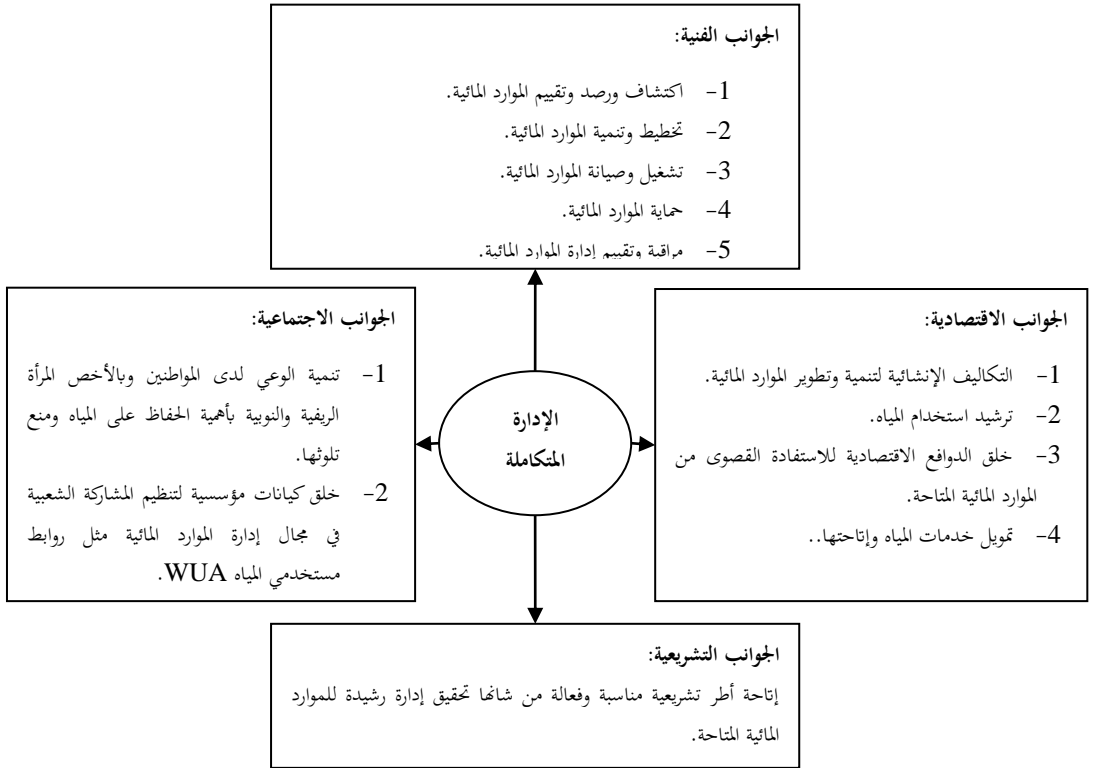 الجوانب الفنية:
1- اكتشاف ورصد وتقييم الموارد المائية.
2- تخطيط وتنمية الموارد المائية.
3- تشغيل وصيانة الموارد المائية.
4- حماية الموارد المائية.
5- مراقبة وتقييم إدارة الموارد المائية.
الجوانب الاقتصادية:
1- التكاليف الإنشائية لتنمية وتطوير الموارد المائية.
2- ترشيد استخدام المياه.
3- خلق الدوافع الاقتصادية للاستفادة القصوى من
الموارد المائية المتاحة.
4- تمويل خدمات المياه وإتاحتها..
الإدارة
المتكاملة
الجوانب الاجتماعية:
1- تنمية الوعي لدى المواطنين وبالأخص المرأة
الريفية والنوبية بأهمية الحفاظ على المياه ومنع
تلوثها.
2- خلق كيانات مؤسسية لتنظيم المشاركة الشعبية
في مجال إدارة الموارد المائية مثل روابط
مستخدمي المياه WUA.
الجوانب التشريعية:
إتاحة أطر تشريعية مناسبة وفعالة من شانها تحقيق إدارة رشيدة للموارد
المائية المتاحة.